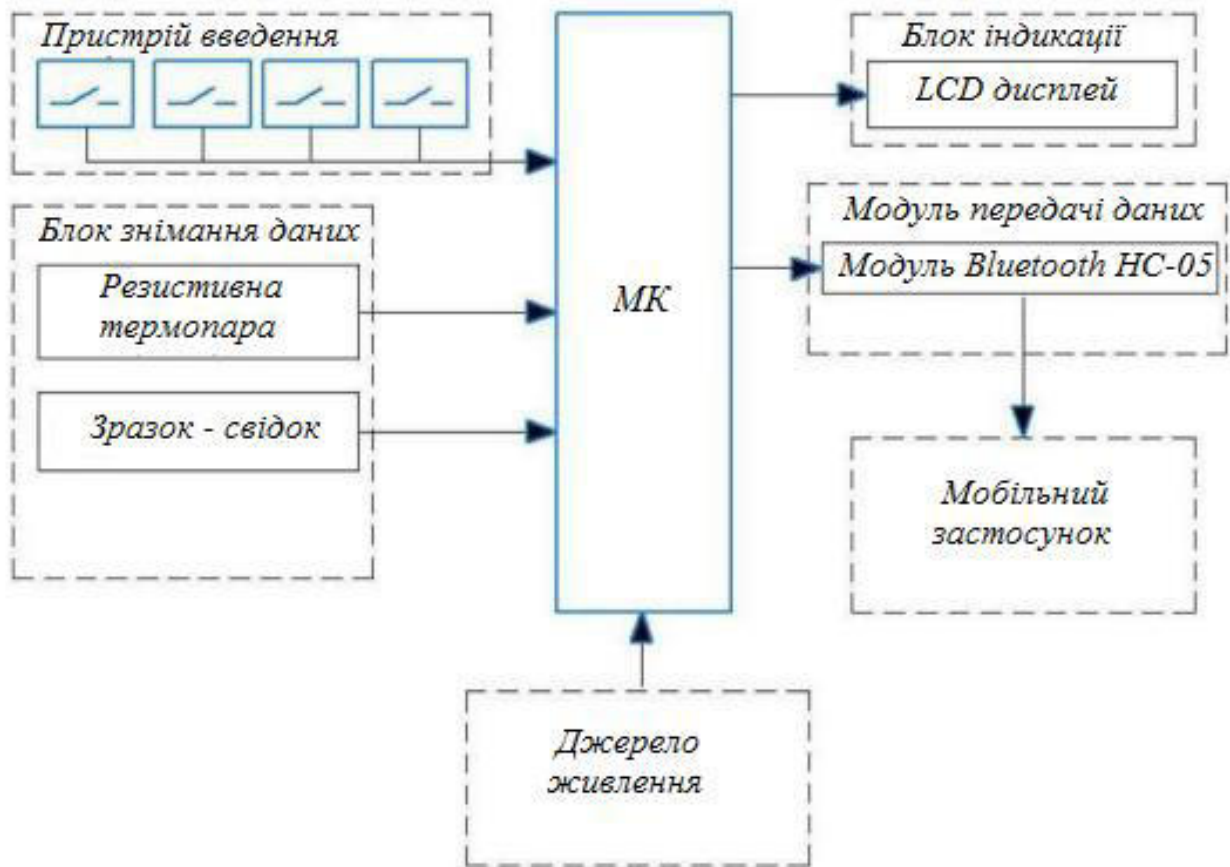 Пристрій введення
Блок знімання даних
Резистивна
термопара
Зразок - свідок
МК
Блок індикації
LCD дисплей
Модуль передачі даних
Модуль Bluetooth HC-05
Мобільний
застосунок
Джерело
живлення